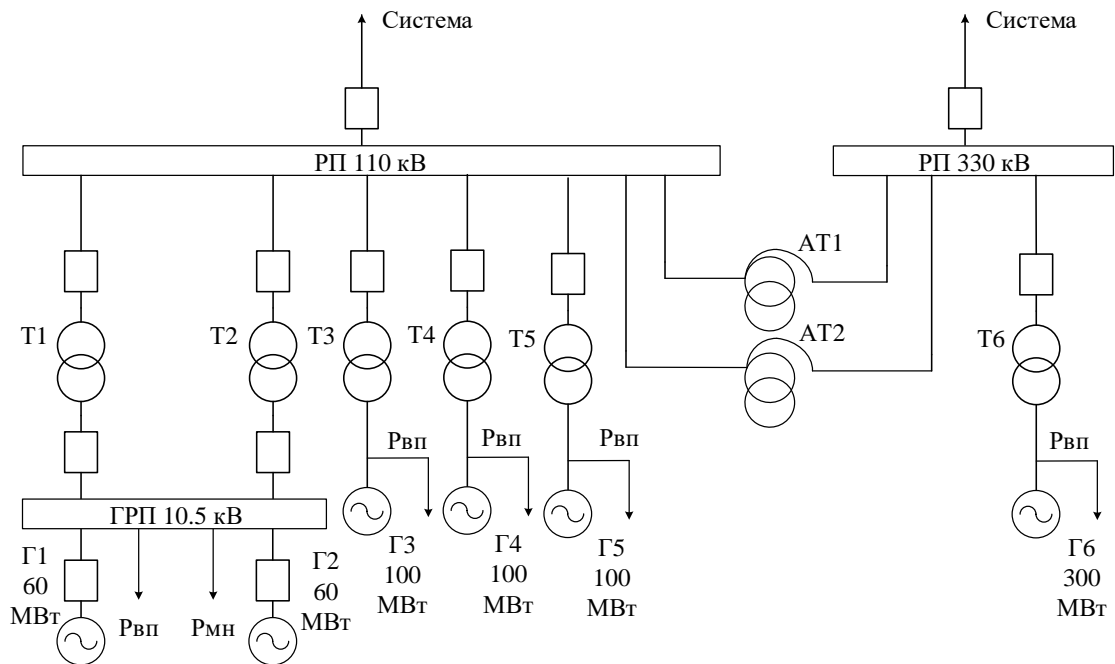 Система
Система
РП 110 кВ
РП 330 кВ
АТ1
Т1
Т2
Т3
Т4
Т5
АТ2
Т6
Рвп
Рвп
Рвп
Рвп
ГРП 10.5 кВ
Г1
60
МВт
Рвп
Рмн
Г2
60
МВт
Г3
100
МВт
Г4
100
МВт
Г5
100
МВт
Г6
300
МВт